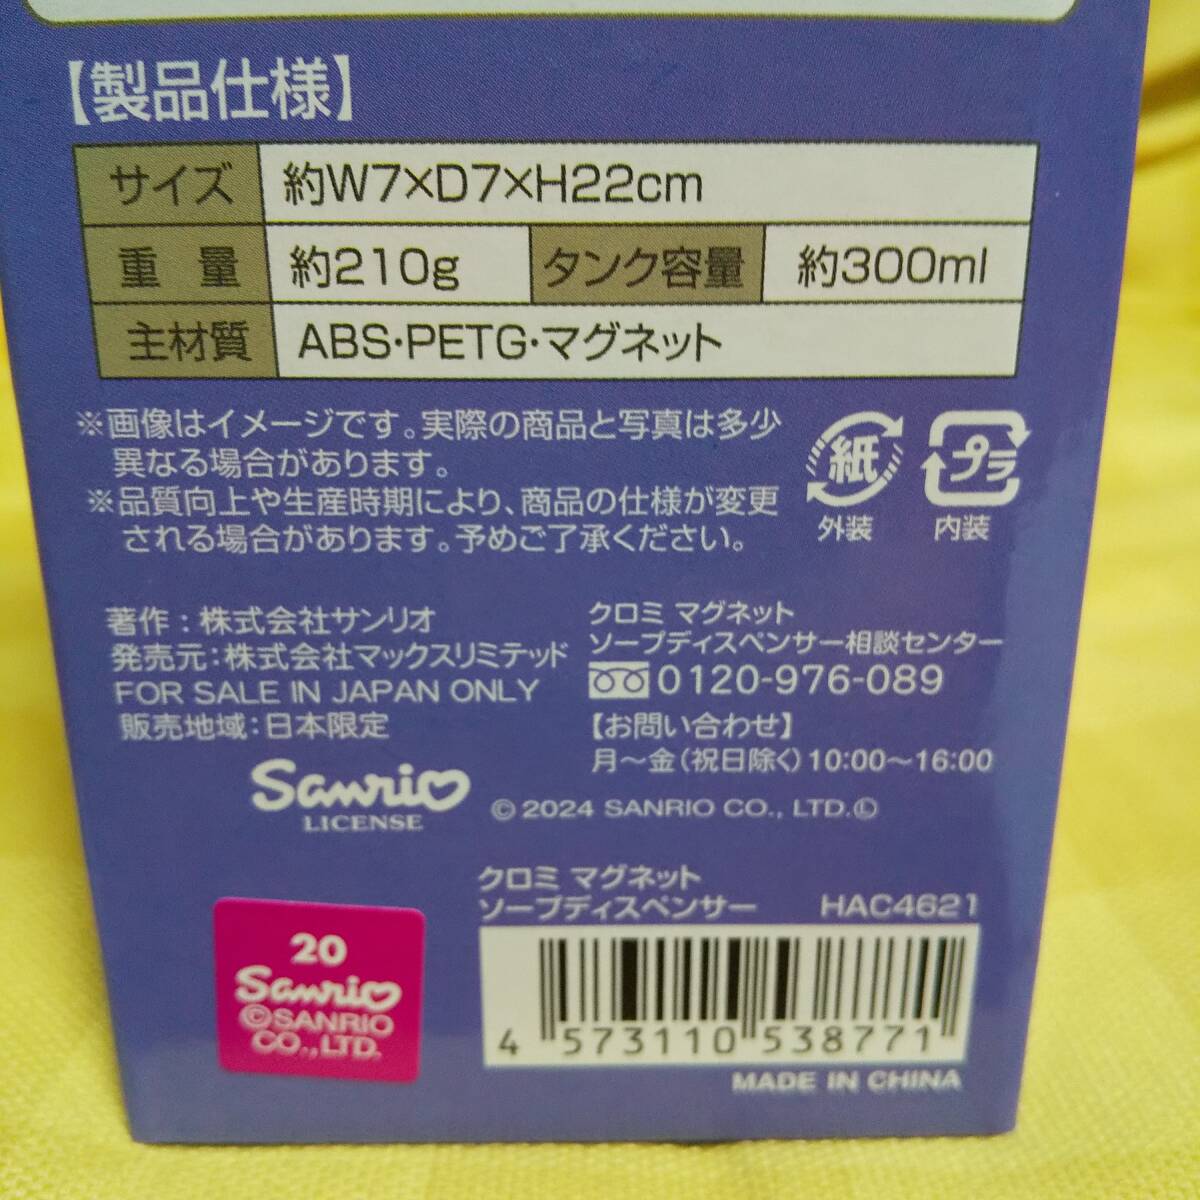 【製品仕様】
サイズ 約W7×D7×H22cm
重量 約210g タンク容量 約300ml
主材質 ABS・PETG・マグネット
※画像はイメージです。実際の商品と写真は多少
異なる場合があります。
※品質向上や生産時期により、商品の仕様が変更
される場合があります。予めご了承ください。
紙
外装
プラ
内装
著作：株式会社サンリオ
発売元：株式会社マックスリミテッド
FOR SALE IN JAPAN ONLY
販売地域：日本限定
クロミ マグネット
ソープディスペンサー相談センター
0120-976-089
【お問い合わせ】
月～金（祝日除く）10:00～16:00
Sanrio
LICENSE
© 2024 SANRIO CO., LTD.Ⓛ
クロミ マグネット
ソープディスペンサー HAC4621
4 573110 538771
MADE IN CHINA
20
Sanrio
©SANRIO
CO.,LTD.